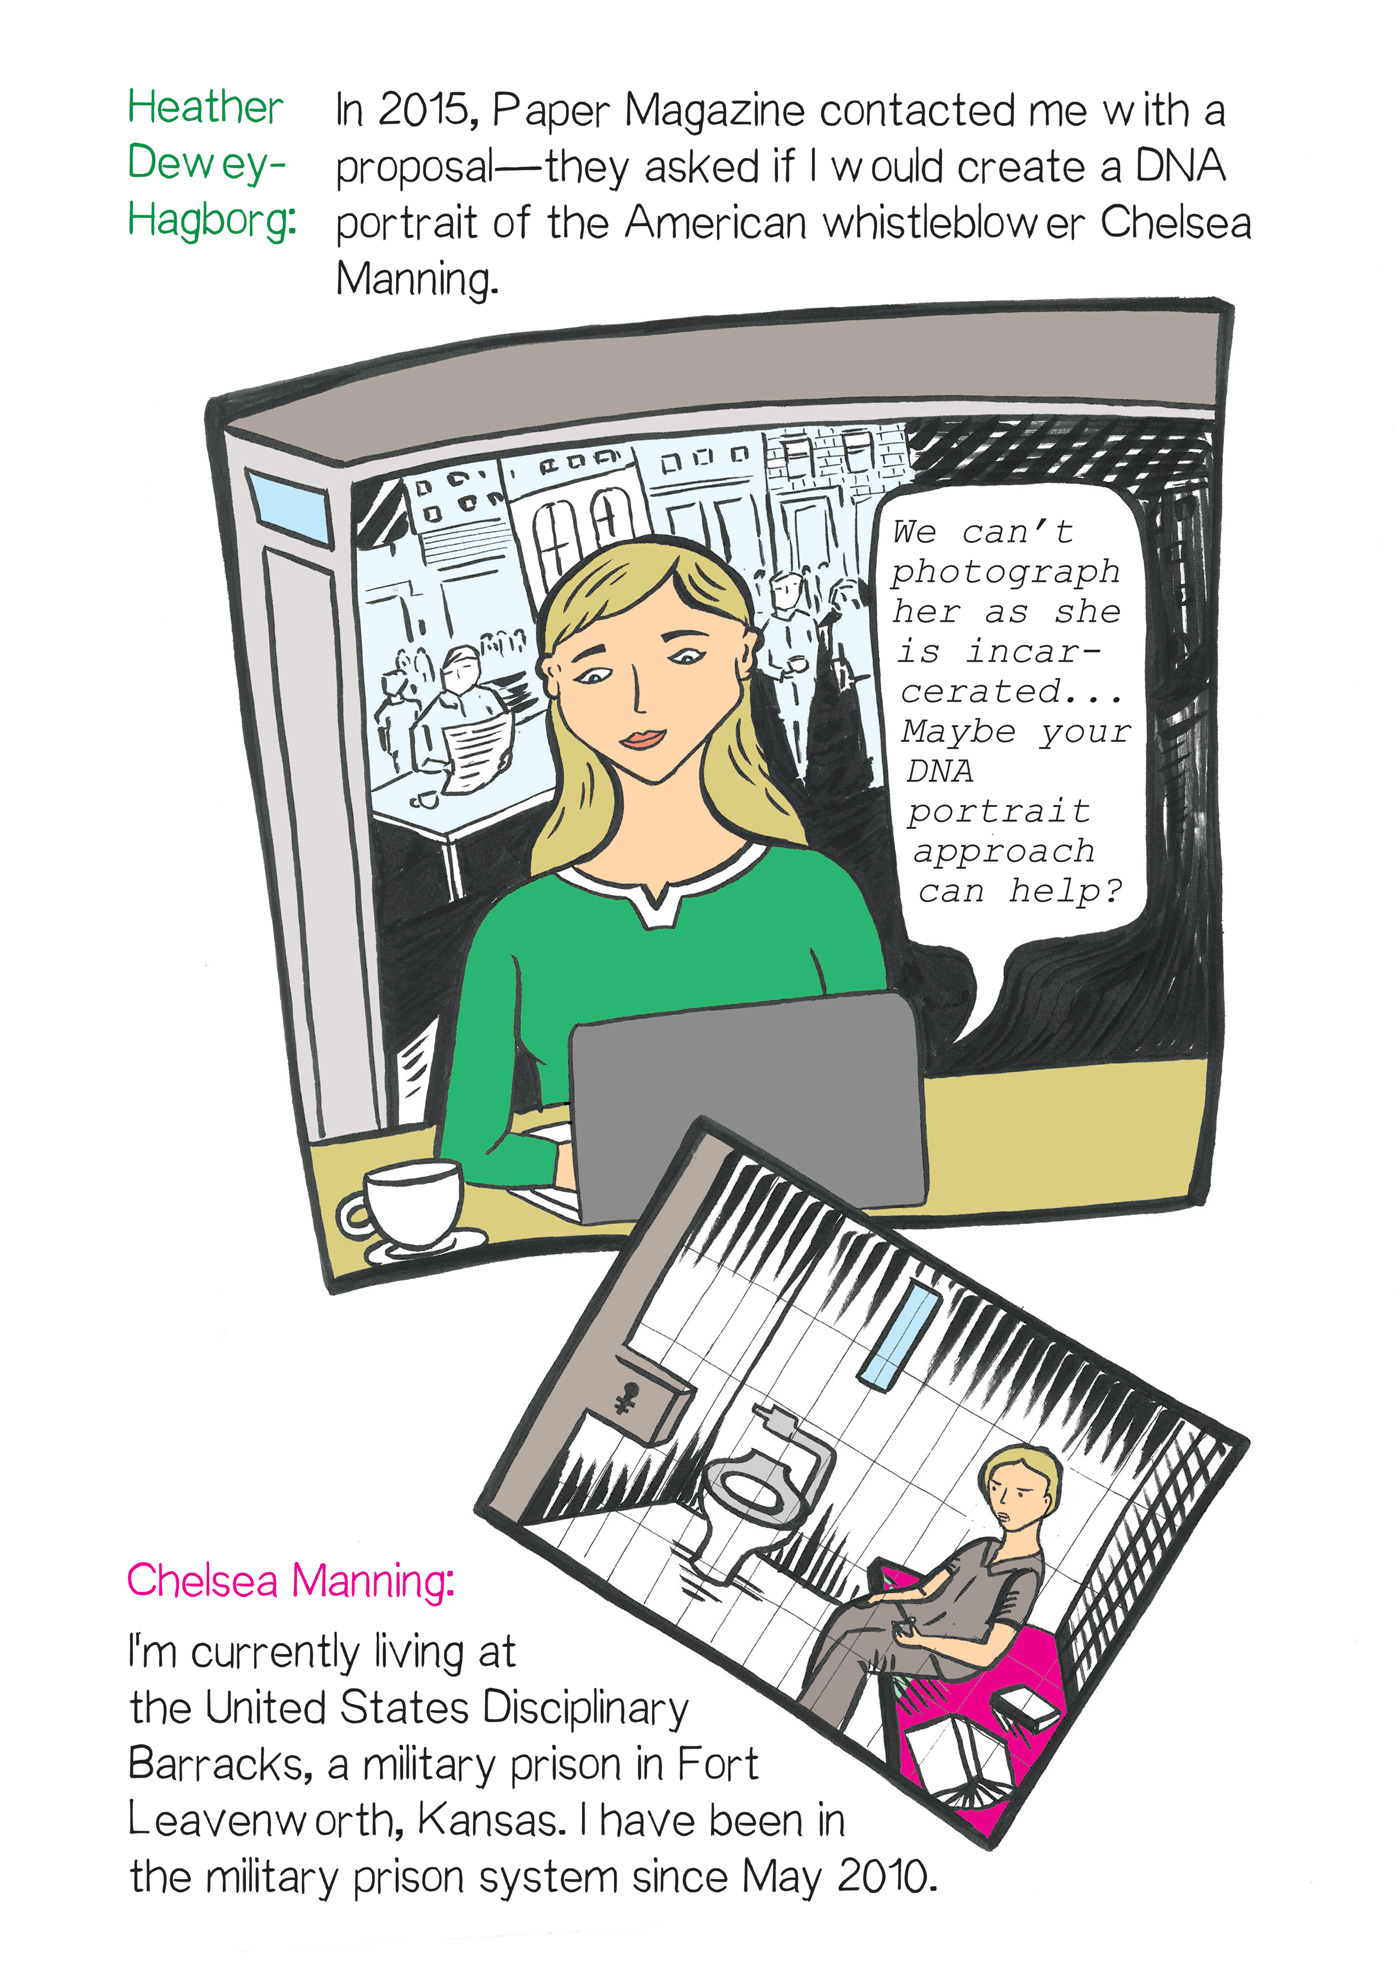 Heather
Dewey-
Hagborg:
In 2015, Paper Magazine contacted me with a
proposal—they asked if I would create a DNA
portrait of the American whistleblower Chelsea
Manning.
We can't
photograph
her as she
is incar-
cerated...
Maybe your
DNA
portrait
approach
can help?
Chelsea Manning:
I'm currently living at
the United States Disciplinary
Barracks, a military prison in Fort
Leavenworth, Kansas. I have been in
the military prison system since May 2010.